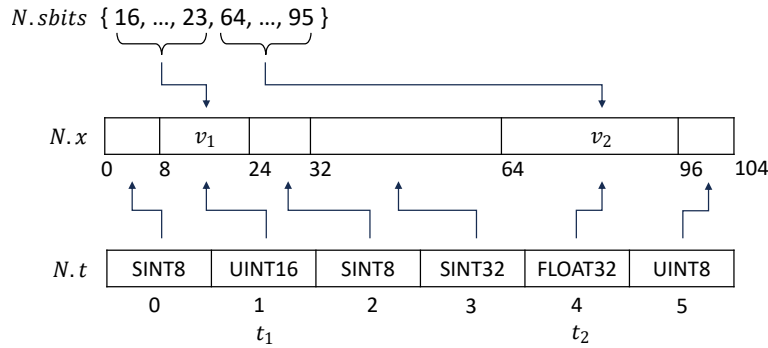 N.sbits { 16, ..., 23, 64, ..., 95 }
N.x v₁ v₂
0 8 24 32 64 96 104
N.t SINT8 UINT16 SINT8 SINT32 FLOAT32 UINT8
0 1 2 3 4 5
t₁ t₂